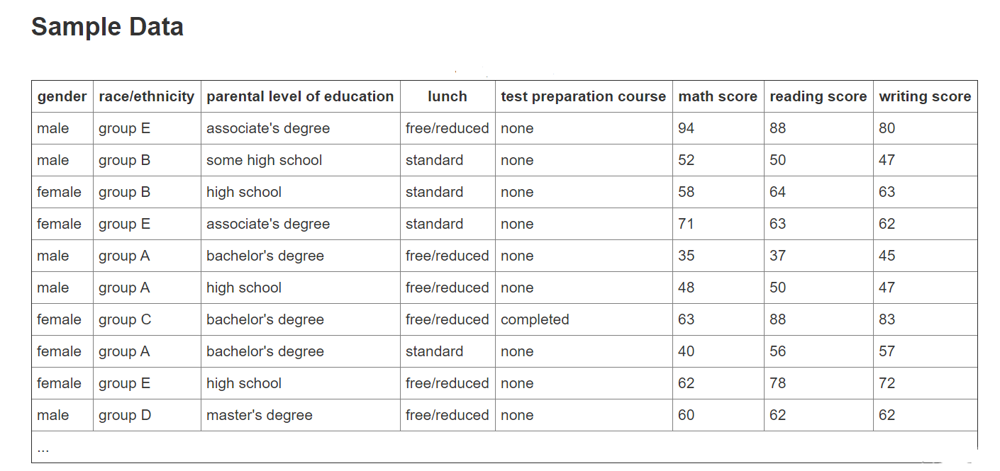 Sample Data
gender race/ethnicity parental level of education lunch test preparation course math score reading score writing score
male group E associate's degree free/reduced none 94 88 80
male group B some high school standard none 52 50 47
female group B high school standard none 58 64 63
female group E associate's degree standard none 71 63 62
male group A bachelor's degree free/reduced none 35 37 45
male group A high school free/reduced none 48 50 47
female group C bachelor's degree free/reduced completed 63 88 83
female group A bachelor's degree standard none 40 56 57
female group E high school free/reduced none 62 78 72
male group D master's degree free/reduced none 60 62 62
...